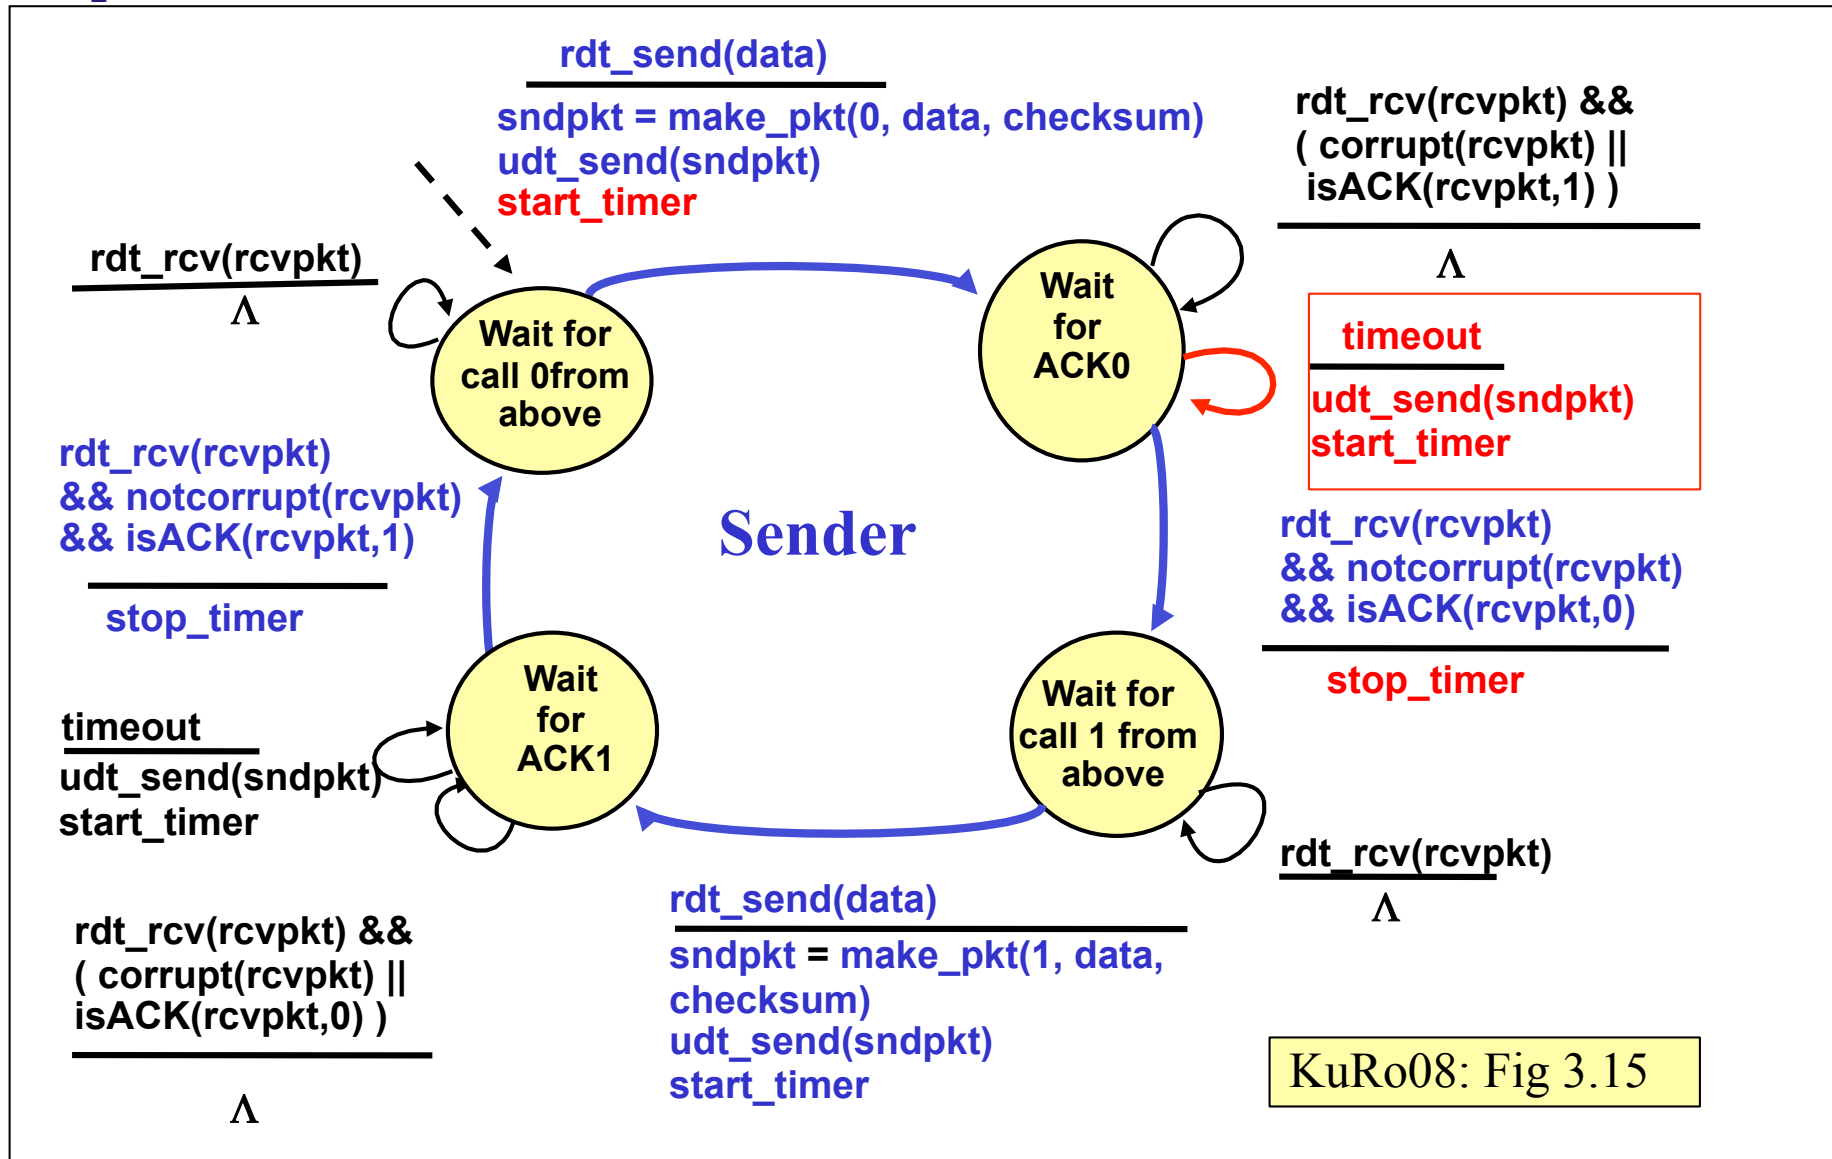 rdt_send(data)
sndpkt = make_pkt(0, data, checksum)
udt_send(sndpkt)
start_timer
rdt_rcv(rcvpkt) &&
( corrupt(rcvpkt) ||
isACK(rcvpkt,1) )
Λ
rdt_rcv(rcvpkt)
Λ
Wait for
call 0from
above
Wait
for
ACK0
timeout
udt_send(sndpkt)
start_timer
rdt_rcv(rcvpkt)
&& notcorrupt(rcvpkt)
&& isACK(rcvpkt,1)
stop_timer
Sender
rdt_rcv(rcvpkt)
&& notcorrupt(rcvpkt)
&& isACK(rcvpkt,0)
stop_timer
Wait
for
ACK1
Wait for
call 1 from
above
timeout
udt_send(sndpkt)
start_timer
rdt_rcv(rcvpkt)
Λ
rdt_rcv(rcvpkt) &&
( corrupt(rcvpkt) ||
isACK(rcvpkt,0) )
Λ
rdt_send(data)
sndpkt = make_pkt(1, data,
checksum)
udt_send(sndpkt)
start_timer
KuRo08: Fig 3.15